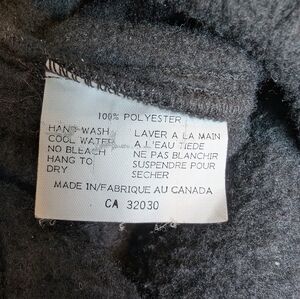 100% POLYESTER
HAND WASH LAVER A LA MAIN
COOL WATER A L'EAU TIEDE
NO BLEACH NE PAS BLANCHIR
HANG TO SUSPENDRE POUR
DRY SECHER
MADE IN/FABRIQUE AU CANADA
CA 32030